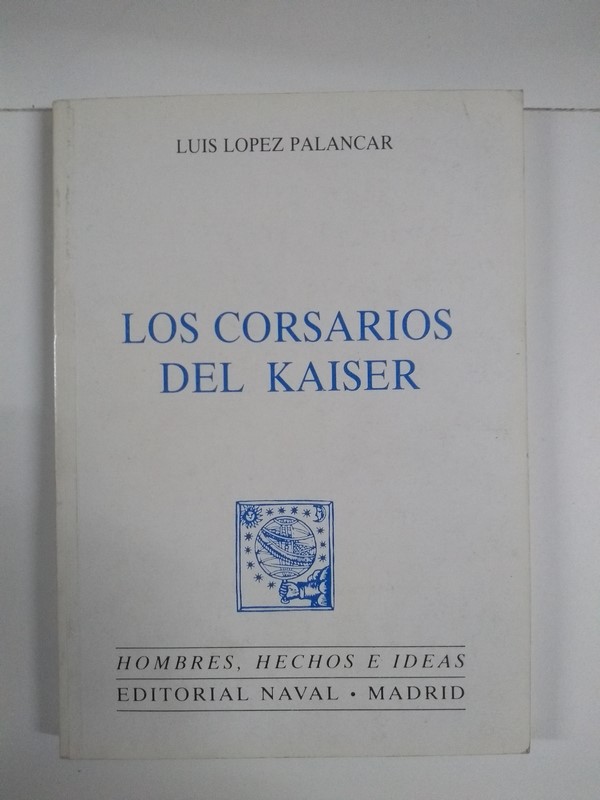 LUIS LOPEZ PALANCAR
LOS CORSARIOS
DEL KAISER
HOMBRES, HECHOS E IDEAS
EDITORIAL NAVAL • MADRID